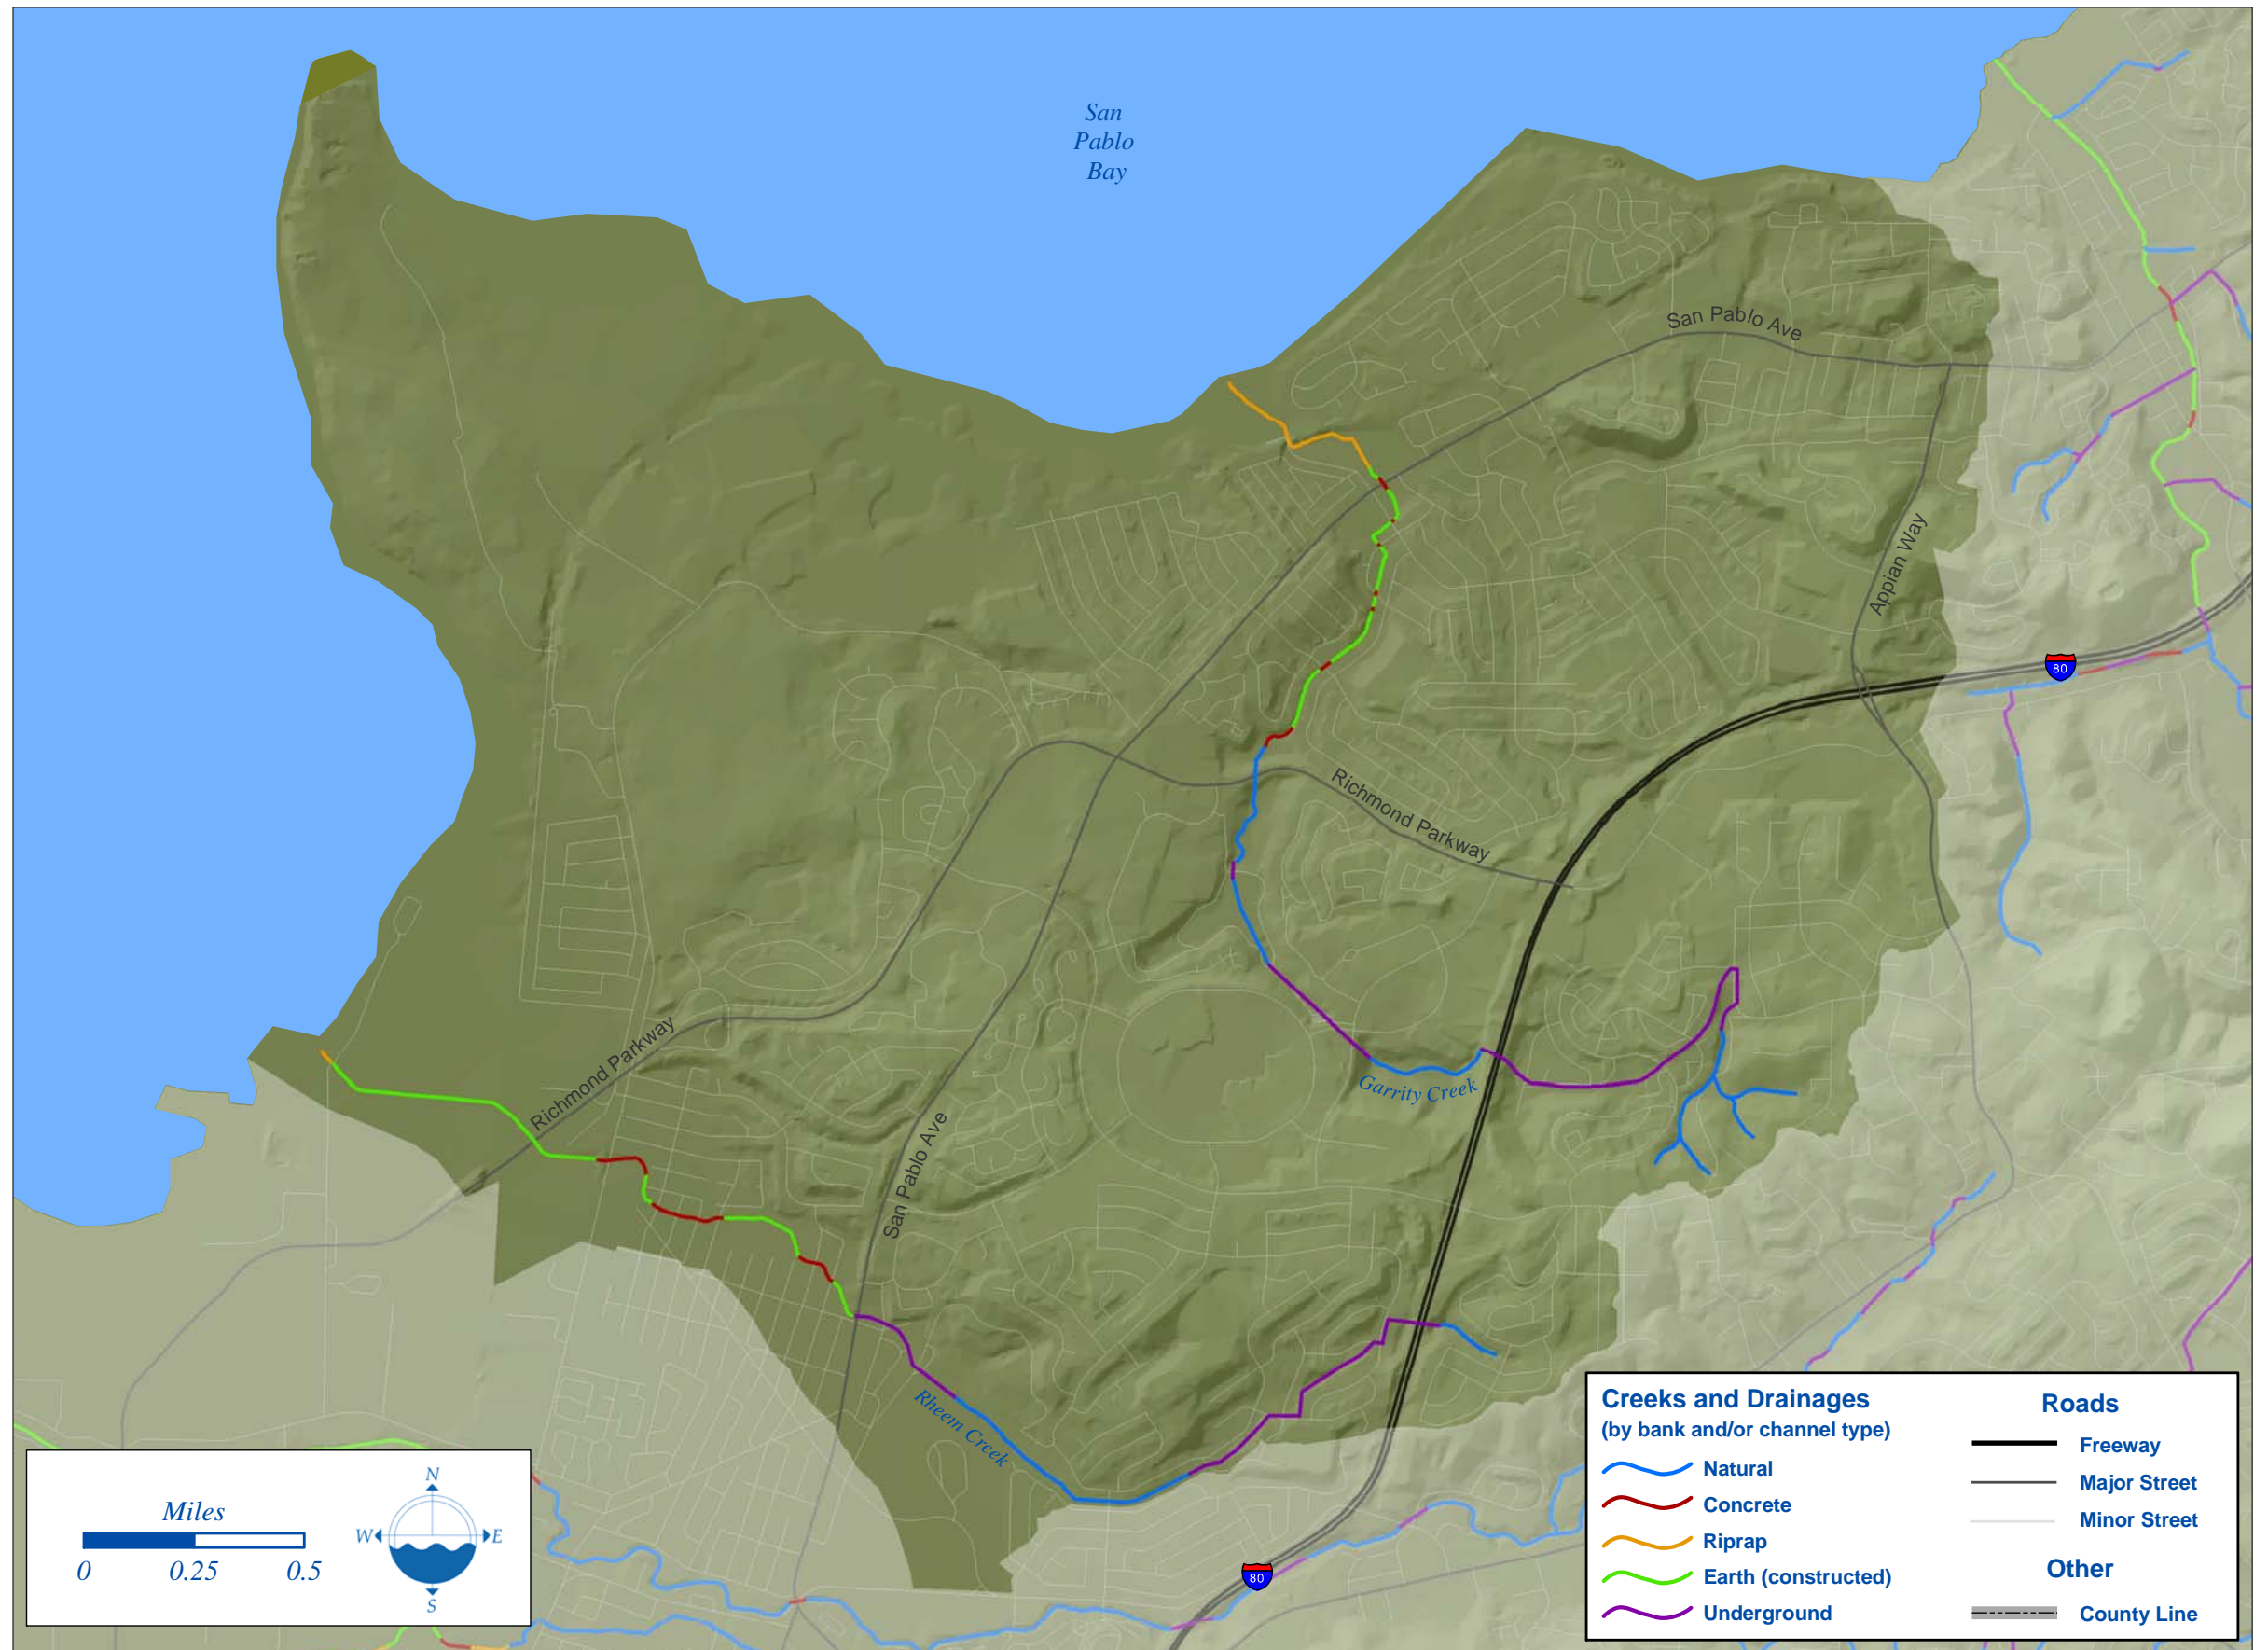 San
Pablo
Bay
San Pablo Ave
Appian Way
80
Richmond Parkway
Richmond Parkway
Garrity Creek
San Pablo Ave
Rheem Creek
80
Miles
0 0.25 0.5
N
W E
S
Creeks and Drainages
(by bank and/or channel type)
Natural
Concrete
Riprap
Earth (constructed)
Underground
Roads
Freeway
Major Street
Minor Street
Other
County Line